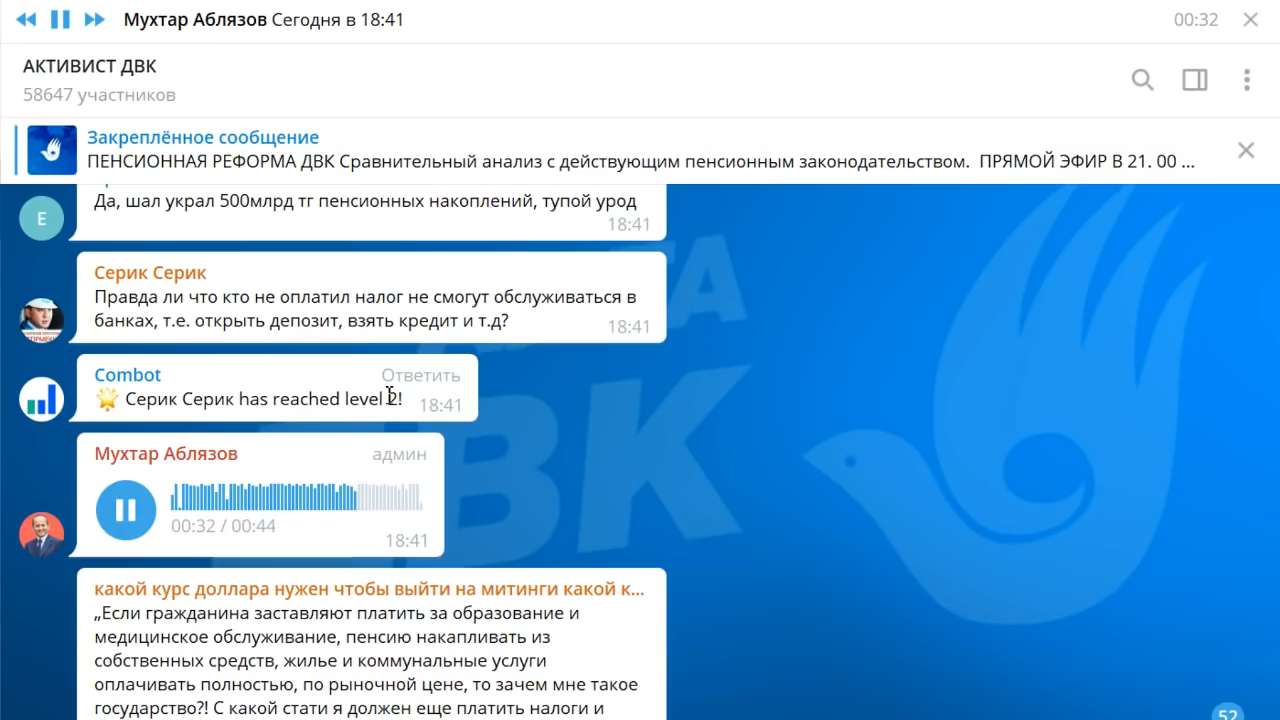 Мухтар Аблязов Сегодня в 18:41
00:32
АКТИВИСТ ДВК
58647 участников
Закреплённое сообщение
ПЕНСИОННАЯ РЕФОРМА ДВК Сравнительный анализ с действующим пенсионным законодательством. ПРЯМОЙ ЭФИР В 21. 00 ...
E
Да, шал украл 500млрд тг пенсионных накоплений, тупой урод
18:41
Серик Серик
Правда ли что кто не оплатил налог не смогут обслуживаться в
банках, т.е. открыть депозит, взять кредит и т.д?
18:41
Combot
Ответить
Серик Серик has reached level 2!
18:41
Мухтар Аблязов
админ
00:32 / 00:44
18:41
какой курс доллара нужен чтобы выйти на митинги какой к...
„Если гражданина заставляют платить за образование и
медицинское обслуживание, пенсию накапливать из
собственных средств, жилье и коммунальные услуги
оплачивать полностью, по рыночной цене, то зачем мне такое
государство?! С какой стати я должен еще платить налоги и
52